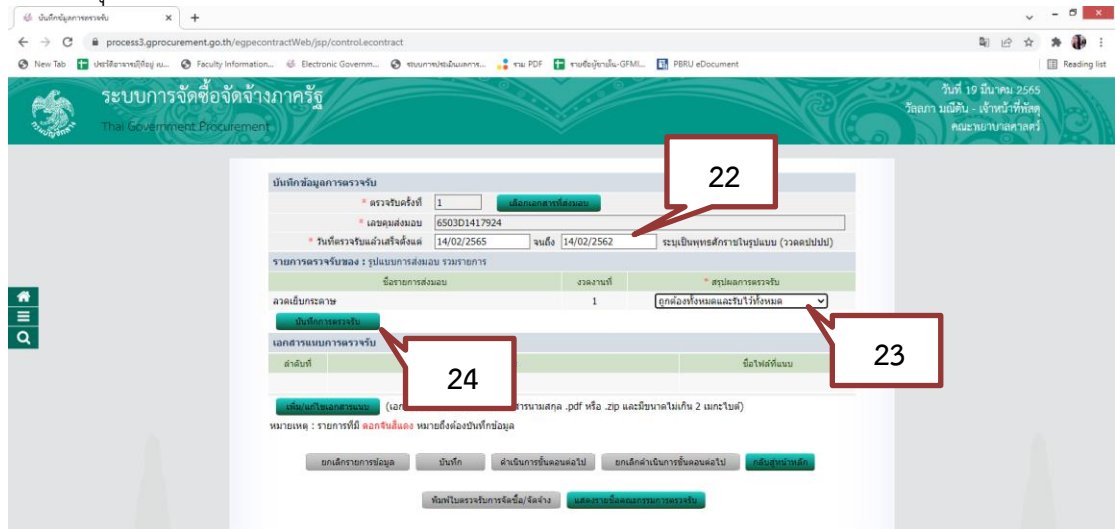 บันทึกข้อมูลการตรวจรับ
process3.gprocurement.go.th/egpecontractWeb/jsp/control.econtract
New Tab Faculty Information... Electronic Governm... รวม PDF PBRU eDocument Reading list
ระบบการจัดซื้อจัดจ้างภาครัฐ
Thai Government Procurement
วันที่ 19 มีนาคม 2565
วัลลภา มณีตัน - เจ้าหน้าที่พัสดุ
คณะพยาบาลศาสตร์
22
บันทึกข้อมูลการตรวจรับ
* ตรวจรับครั้งที่ 1 เลือกเอกสารที่ส่งมอบ
* เลขคุมส่งมอบ 6503D1417924
* วันที่ตรวจรับแล้วเสร็จตั้งแต่ 14/02/2565 จนถึง 14/02/2562 ระบุเป็นพุทธศักราชในรูปแบบ (ววดดปปปป)
รายการตรวจรับของ : รูปแบบการส่งมอบ รวมรายการ
ชื่อรายการส่งมอบ งวดงานที่ * สรุปผลการตรวจรับ
ลวดเย็บกระดาษ 1 ถูกต้องทั้งหมดและรับไว้ทั้งหมด
บันทึกการตรวจรับ
23
เอกสารแนบการตรวจรับ
24
ลำดับที่ ชื่อไฟล์ที่แนบ
เพิ่ม/แก้ไขเอกสารแนบ (เอก สารนามสกุล .pdf หรือ .zip และมีขนาดไม่เกิน 2 เมกะไบต์)
หมายเหตุ : รายการที่มี ดอกจันสีแดง หมายถึงต้องบันทึกข้อมูล
ยกเลิกรายการข้อมูล บันทึก ดำเนินการขั้นตอนต่อไป ยกเลิกดำเนินการขั้นตอนต่อไป กลับสู่หน้าหลัก
พิมพ์ใบตรวจรับการจัดซื้อ/จัดจ้าง แสดงรายชื่อคณะกรรมการตรวจรับ